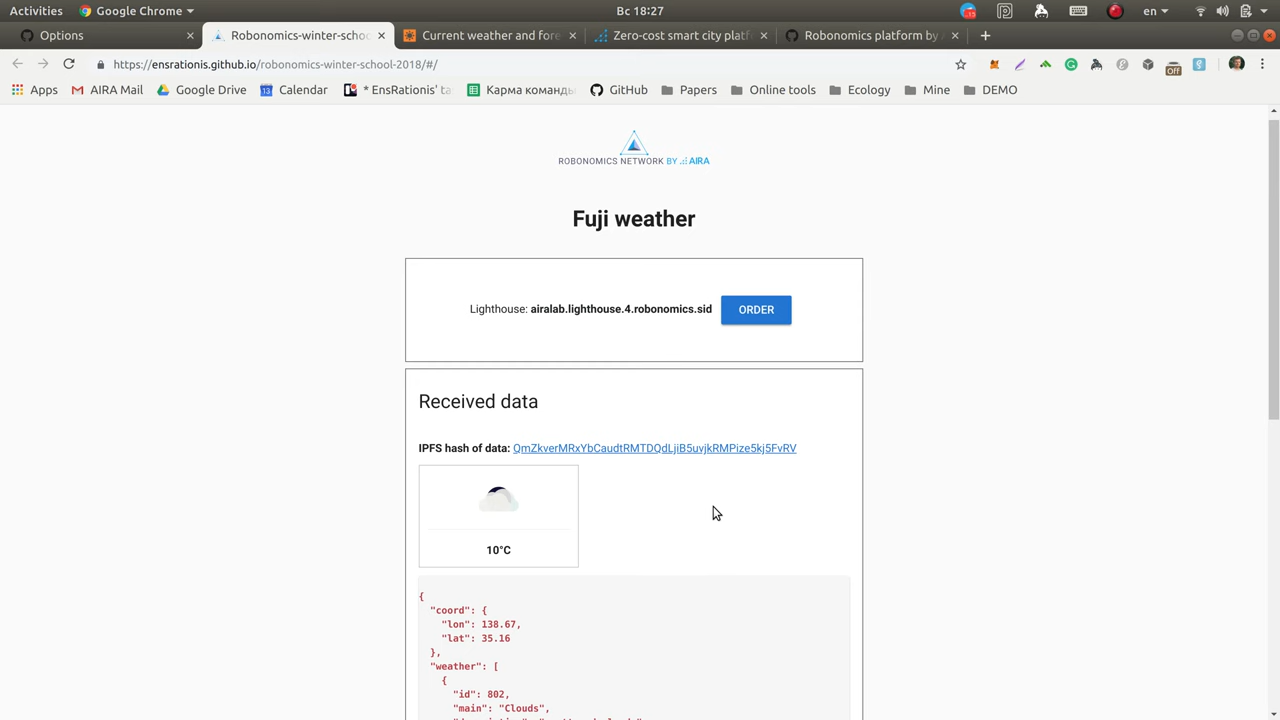 Activities Google Chrome Вс 18:27 en
Options Robonomics-winter-scho Current weather and fore Zero-cost smart city platf Robonomics platform by A
https://ensrationis.github.io/robonomics-winter-school-2018/#/ Off
Apps AIRA Mail Google Drive Calendar * EnsRationis' ta Карма команды GitHub Papers Online tools Ecology Mine DEMO
ROBONOMICS NETWORK BY AIRA
Fuji weather
Lighthouse: airalab.lighthouse.4.robonomics.sid ORDER
Received data
IPFS hash of data: QmZkverMRxYbCaudtRMTDQdLjiB5uvjkRMPize5kj5FvRV
10°C
{
"coord": {
"lon": 138.67,
"lat": 35.16
},
"weather": [
{
"id": 802,
"main": "Clouds",